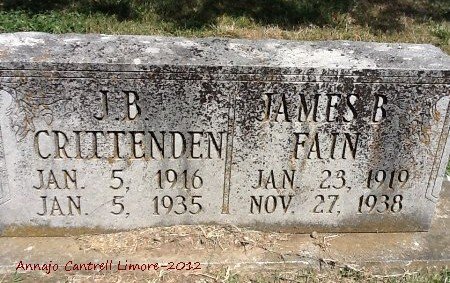 J.B
CRITTENDEN
JAN. 5, 1916
JAN. 5, 1935
JAMES B
FAIN
JAN. 23, 1919
NOV. 27, 1938
Annajo Cantrell Limore-2012